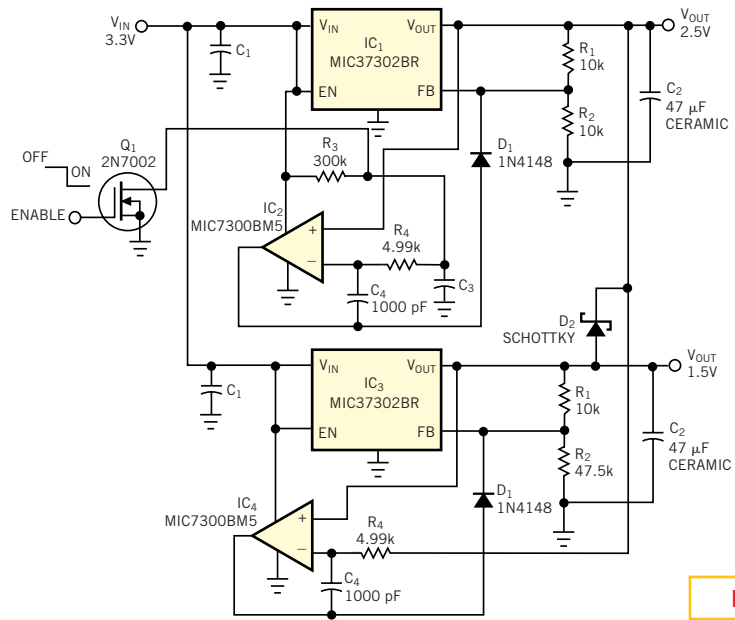 VIN
3.3V
C1
VIN
VOUT
IC1
MIC37302BR
EN
FB
VOUT
2.5V
R1
10k
R2
10k
C2
47 µF
CERAMIC
Q1
2N7002
OFF
ON
ENABLE
R3
300k
D1
1N4148
IC2
MIC7300BM5
+
–
R4
4.99k
C4
1000 pF
C3
D2
SCHOTTKY
C1
VIN
VOUT
IC3
MIC37302BR
EN
FB
VOUT
1.5V
R1
10k
R2
47.5k
C2
47 µF
CERAMIC
IC4
MIC7300BM5
+
–
R4
4.99k
D1
1N4148
C4
1000 pF